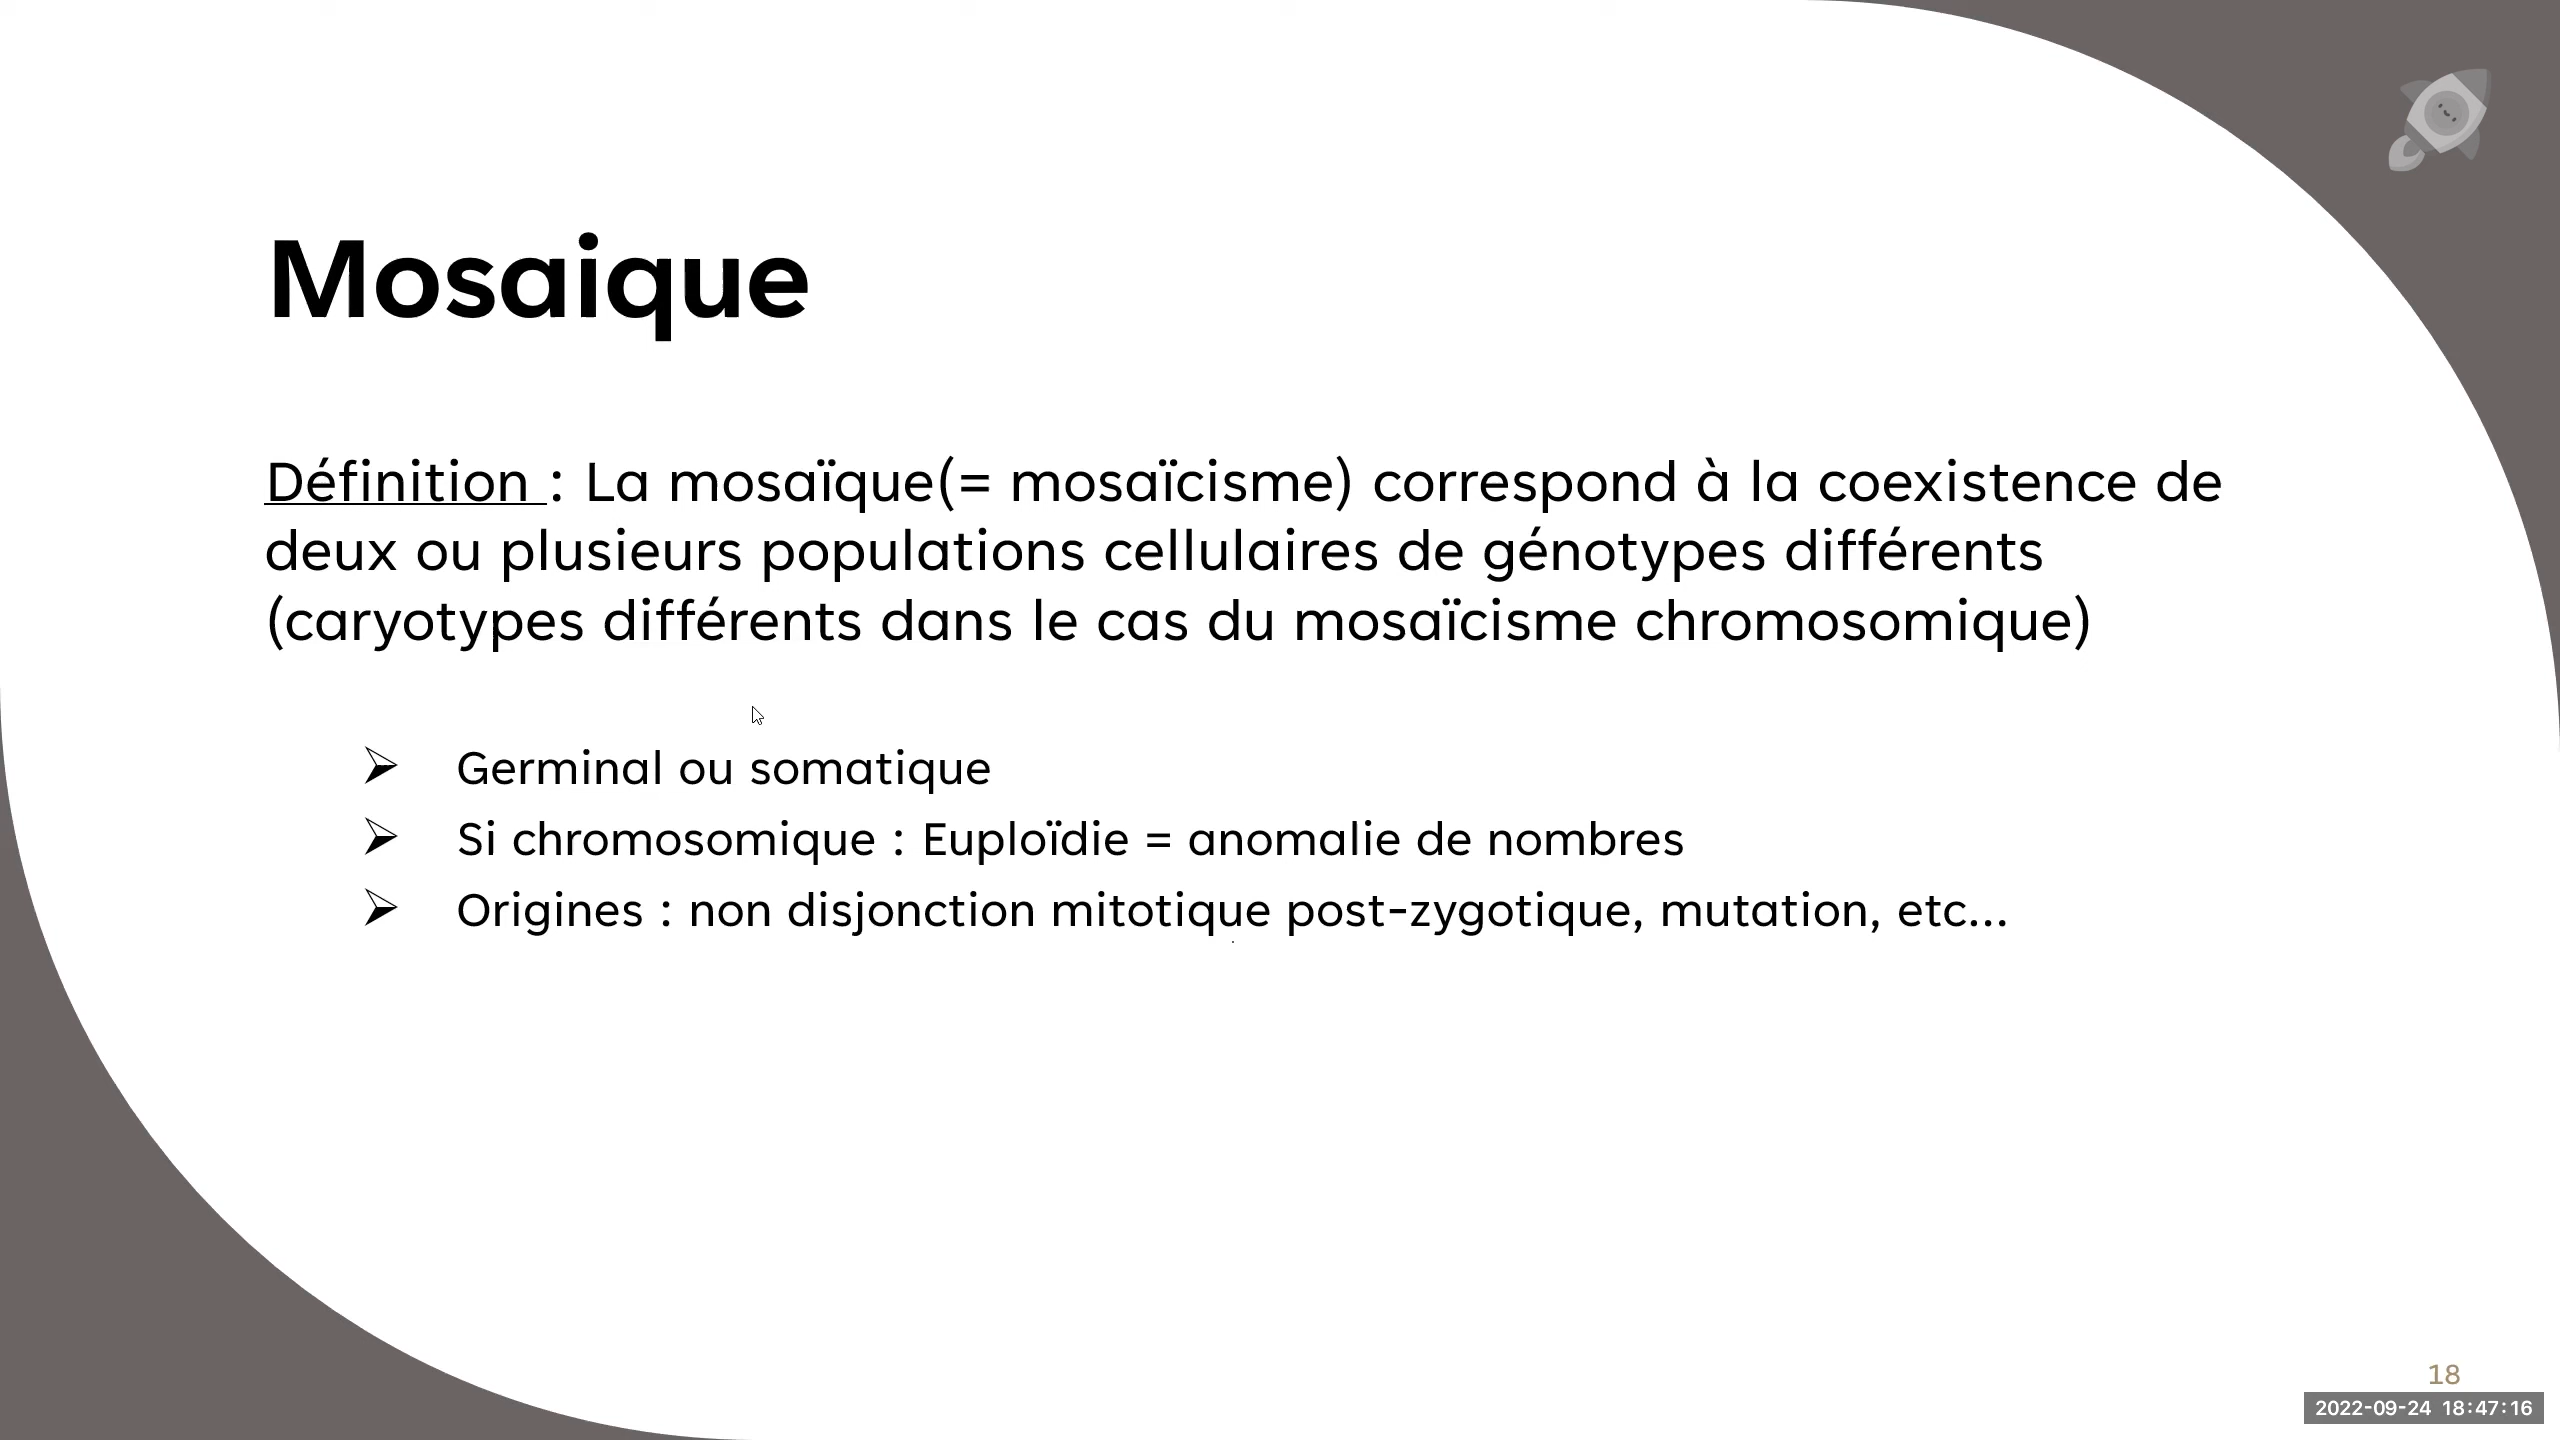 Mosaique
Définition : La mosaïque(= mosaïcisme) correspond à la coexistence de
deux ou plusieurs populations cellulaires de génotypes différents
(caryotypes différents dans le cas du mosaïcisme chromosomique)
➢ Germinal ou somatique
➢ Si chromosomique : Euploïdie = anomalie de nombres
➢ Origines : non disjonction mitotique post-zygotique, mutation, etc...
18
2022-09-24 18:47:16